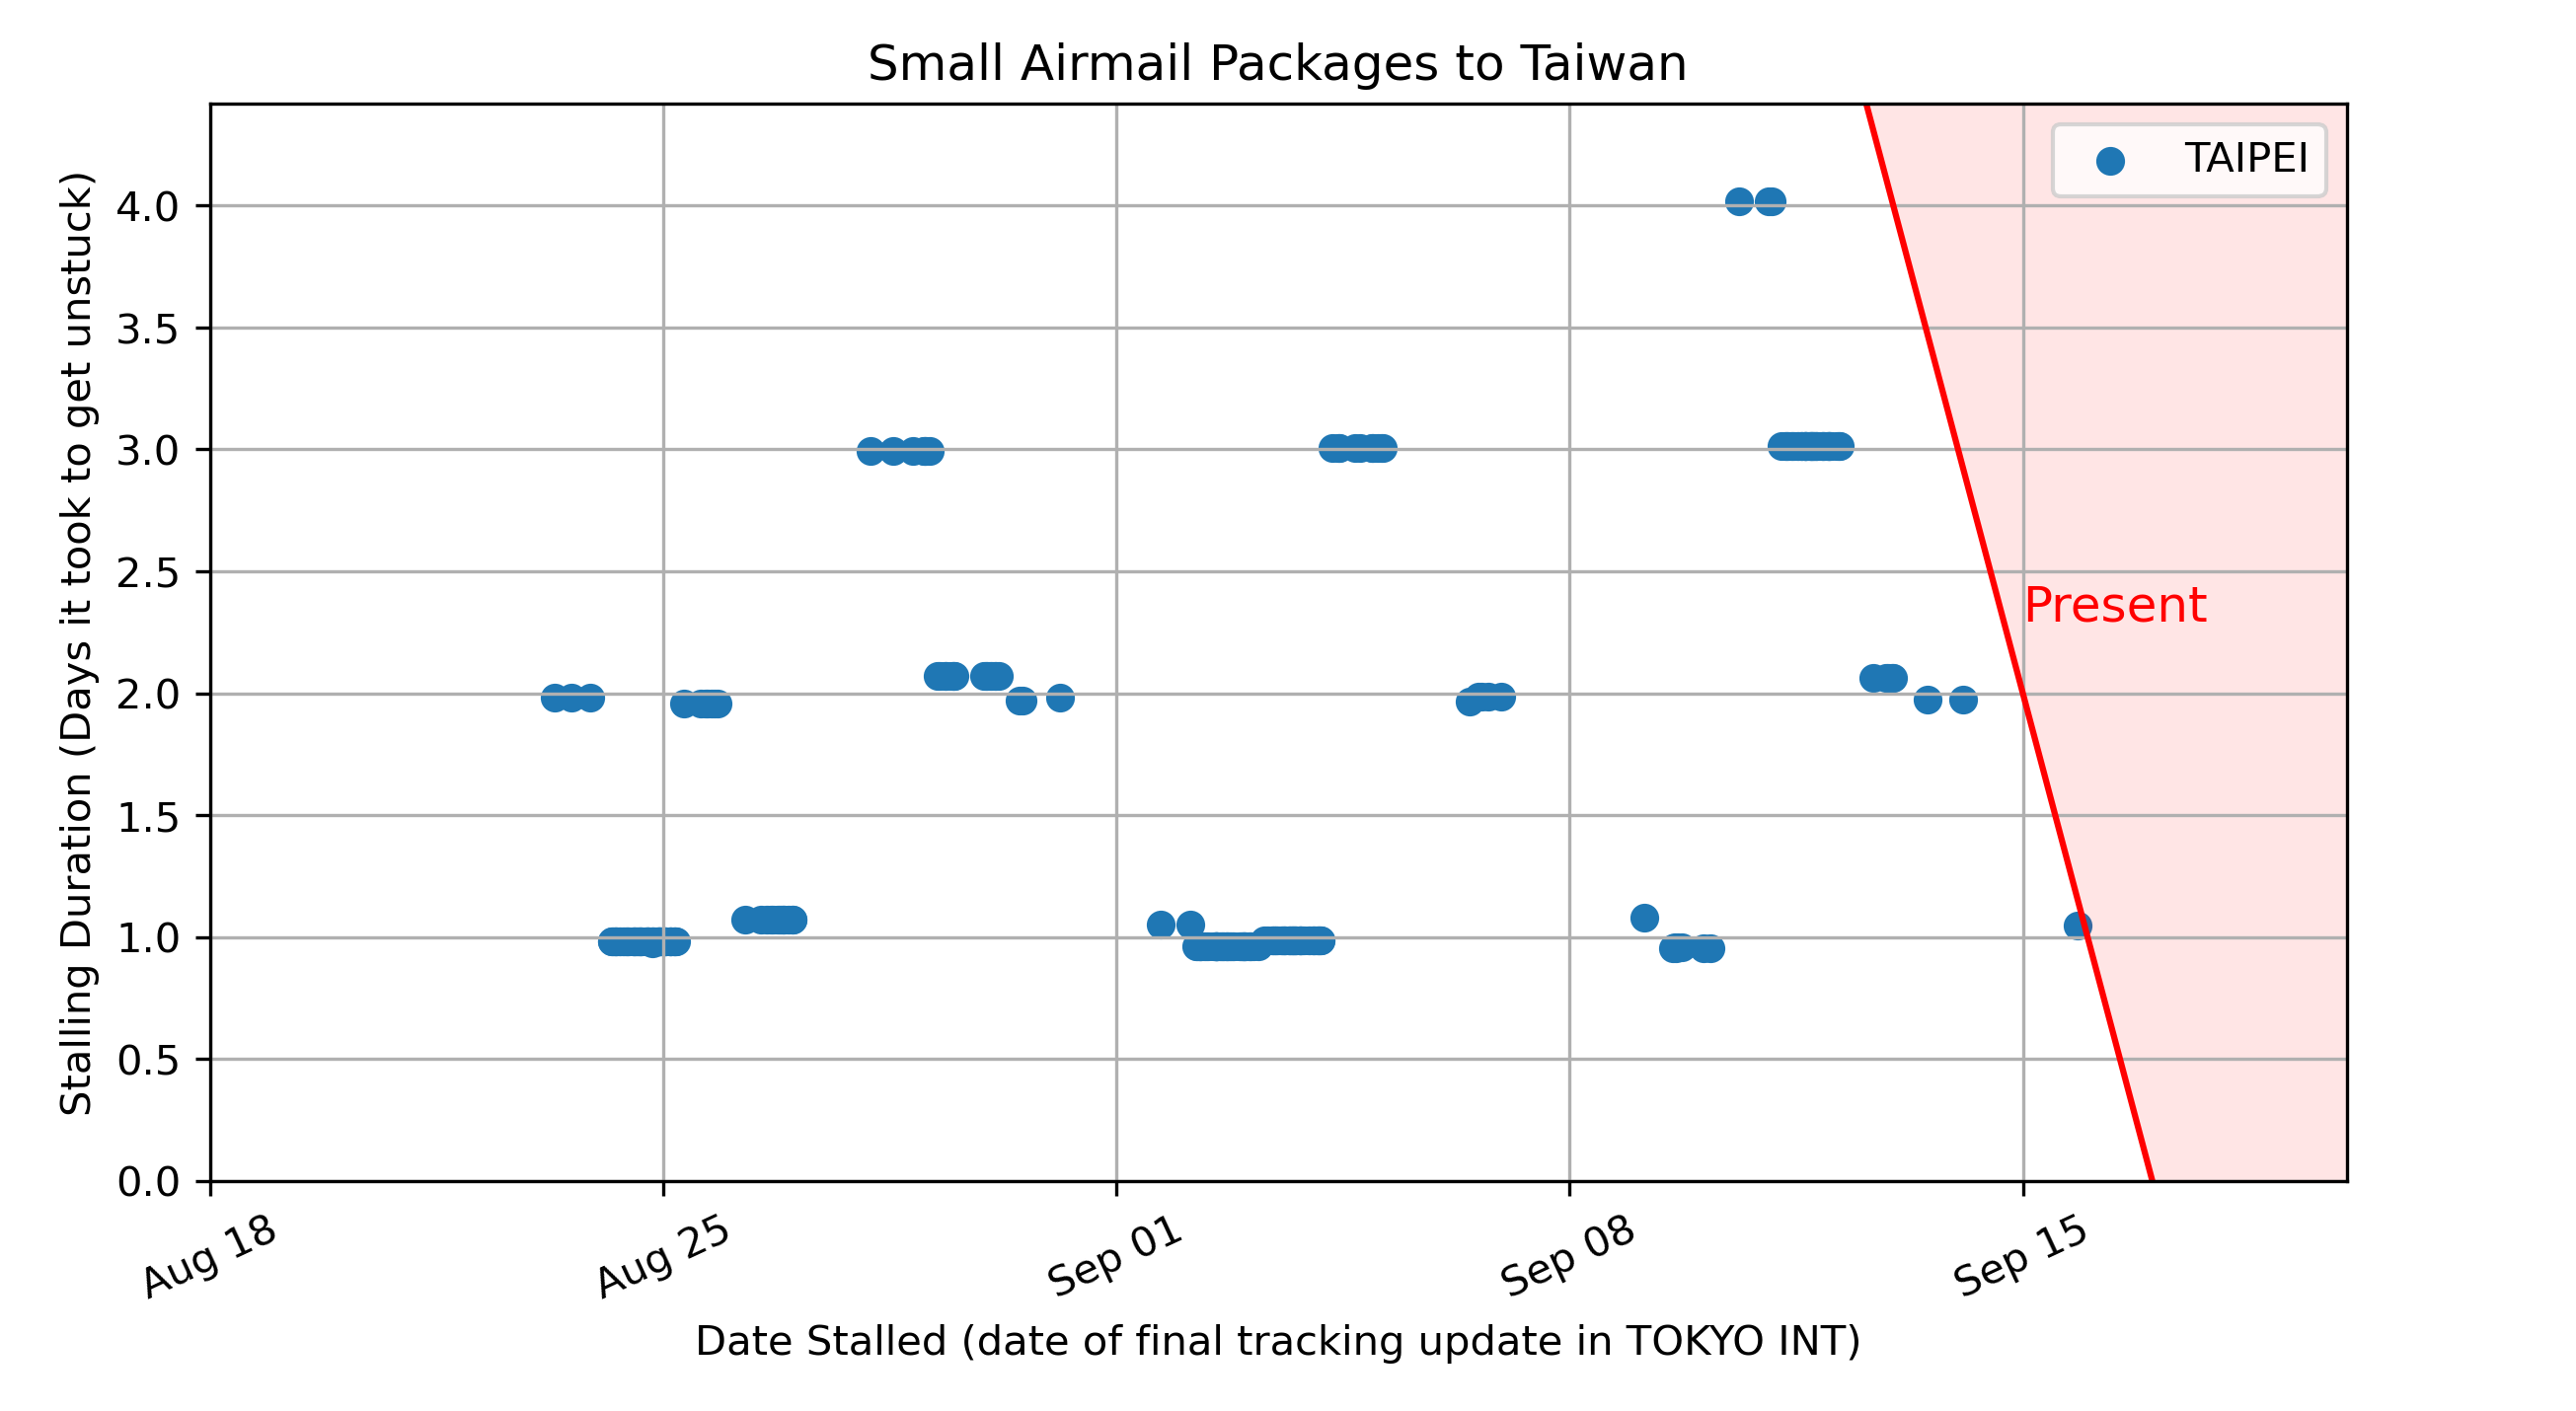 Small Airmail Packages to Taiwan
TAIPEI
Stalling Duration (Days it took to get unstuck)
4.0
3.5
3.0
2.5
2.0
1.5
1.0
0.5
0.0
Present
Aug 18
Aug 25
Sep 01
Sep 08
Sep 15
Date Stalled (date of final tracking update in TOKYO INT)